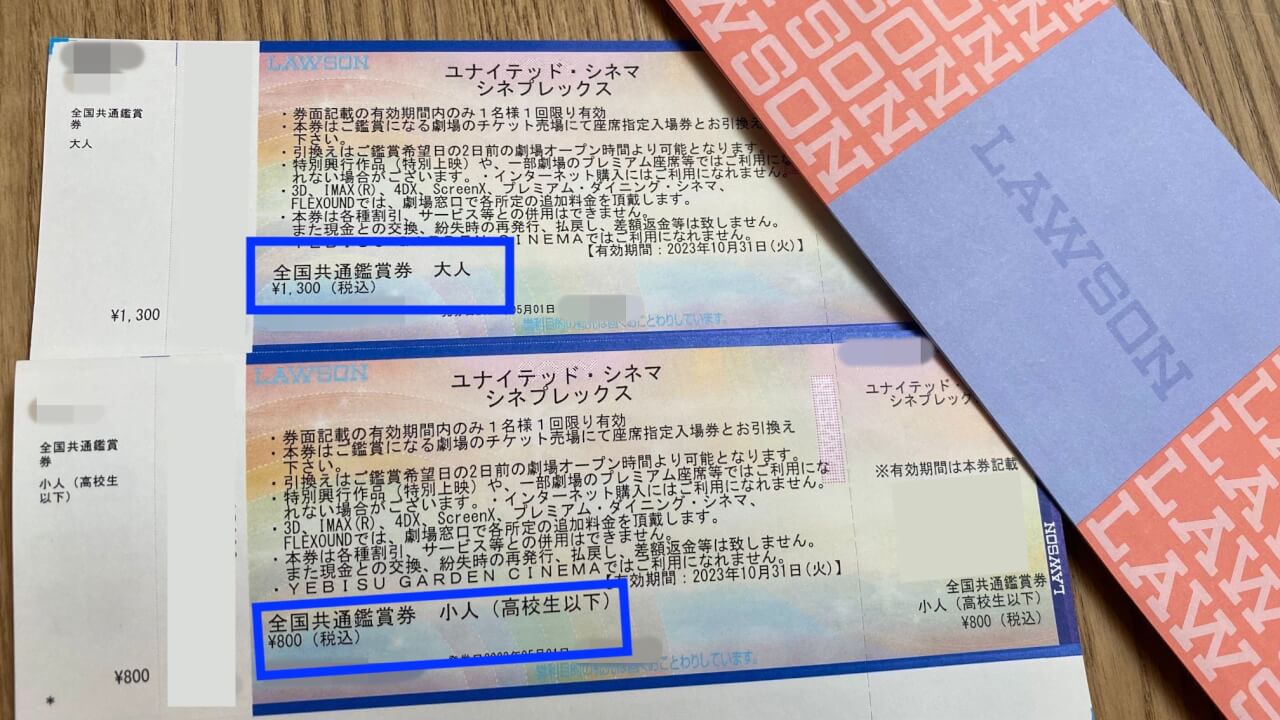 全国共通鑑賞
券
大人
¥1,300
LAWSON
ユナイテッド・シネマ
シネプレックス
・券面記載の有効期間内のみ1名様1回限り有効
・本券はご鑑賞になる劇場のチケット売場にて座席指定入場券とお引換え
下さい。
・引換えはご鑑賞希望日の2日前の劇場オープン時間より可能となります。
・特別興行作品(特別上映)や、一部劇場のプレミアム座席等ではご利用にな
れない場合がございます。・インターネット購入にはご利用になれません。
・3D、IMAX(R)、4DX、ScreenX、プレミアム・ダイニング・シネマ、
FLEXOUNDでは、劇場窓口で各所定の追加料金を頂戴します。
・本券は各種割引、サービス等との併用はできません。
また現金との交換、紛失時の再発行、払戻し、差額返金等は致しません。
・YEBISU GARDEN CINEMAではご利用になれません。
【有効期間:2023年10月31日(火)】
全国共通鑑賞券 大人
¥1,300(税込)
05月01日
ことわりしています。
全国共通鑑賞
券
小人(高校生
以下)
¥800
*
LAWSON
ユナイテッド・シネマ
シネプレックス
・券面記載の有効期間内のみ1名様1回限り有効
・本券はご鑑賞になる劇場のチケット売場にて座席指定入場券とお引換え
下さい。
・引換えはご鑑賞希望日の2日前の劇場オープン時間より可能となります。
・特別興行作品(特別上映)や、一部劇場のプレミアム座席等ではご利用にな
れない場合がございます。・インターネット購入にはご利用になれません。
・3D、IMAX(R)、4DX、ScreenX、プレミアム・ダイニング・シネマ、
FLEXOUNDでは、劇場窓口で各所定の追加料金を頂戴します。
・本券は各種割引、サービス等との併用はできません。
また現金との交換、紛失時の再発行、払戻し、差額返金等は致しません。
・YEBISU GARDEN CINEMAではご利用になれません。
有効期間:2023年10月31日(火)】
全国共通鑑賞券 小人(高校生以下)
¥800(税込)
ことわりしています。
ユナイテッド・
シネプレッ
※有効期間は本券記載
全国共通鑑賞券
小人(高校生以下)
¥800(税込)
LAWSON
LAWSON
LAWSON
LAWSON